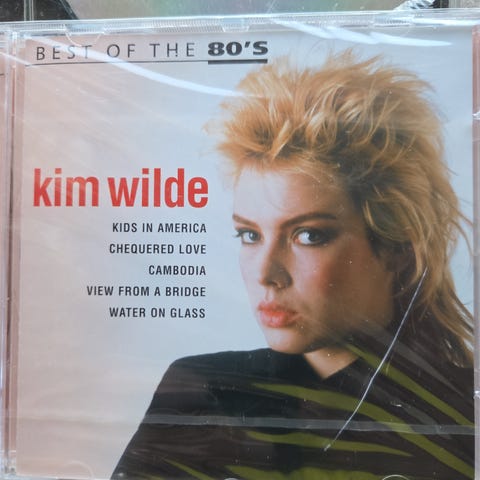 BEST OF THE 80'S
kim wilde
KIDS IN AMERICA
CHEQUERED LOVE
CAMBODIA
VIEW FROM A BRIDGE
WATER ON GLASS